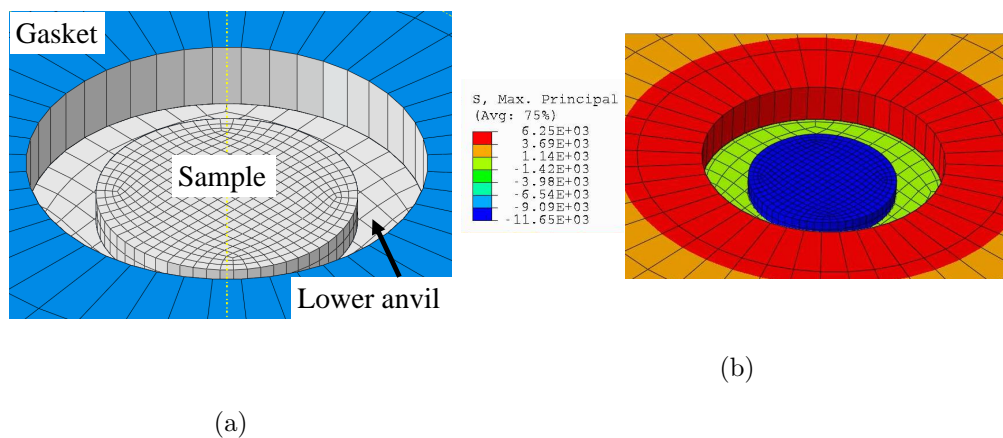 Gasket
Sample
Lower anvil
S, Max. Principal
(Avg: 75%)
6.25E+03
3.69E+03
1.14E+03
-1.42E+03
-3.98E+03
-6.54E+03
-9.09E+03
-11.65E+03
(b)
(a)